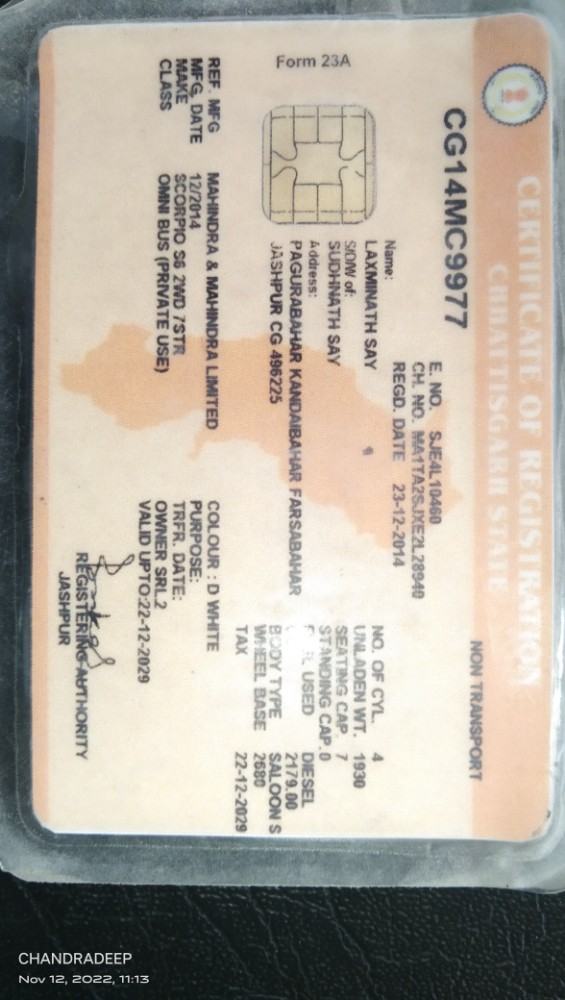 CERTIFICATE OF REGISTRATION
CHHATTISGARH STATE
NON TRANSPORT
CG14MC9977
E. NO. SJE4L10460
CH. NO. MA1TA2SJXE2L28940
REGD. DATE 23-12-2014
Form 23A
Name:
LAXMINATH SAY
S/D/W of:
SUDHNATH SAY
Address:
PAGURABAHAR KANDAIBAHAR FARSABAHAR
JASHPUR CG 496225
NO. OF CYL. 4
UNLADEN WT. 1930
SEATING CAP. 7
STANDING CAP. 0
USED DIESEL
2179.00
BODY TYPE SALOON S
WHEEL BASE 2680
TAX 22-12-2029
REF. MFG MAHINDRA & MAHINDRA LIMITED
MFG. DATE 12/2014
MAKE SCORPIO S6 2WD 7STR
CLASS OMNI BUS (PRIVATE USE)
COLOUR : D WHITE
PURPOSE:
TRFR. DATE:
OWNER SRL2
VALID UPTO:22-12-2029
REGISTERING AUTHORITY
JASHPUR
CHANDRADEEP
Nov 12, 2022, 11:13